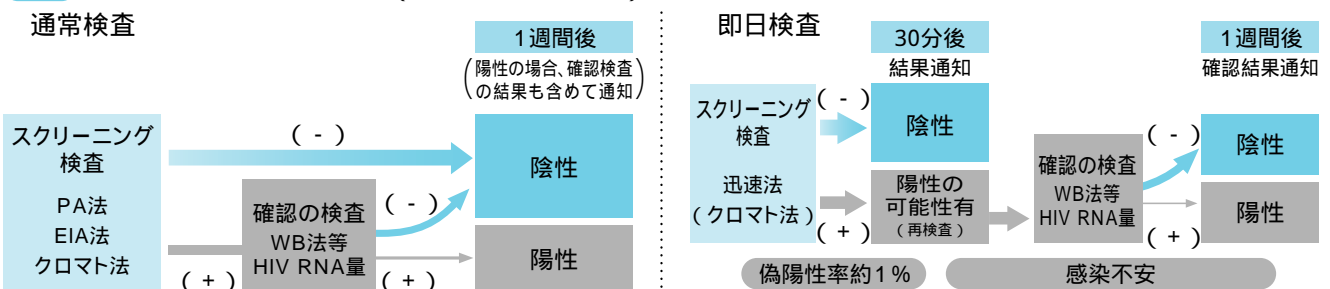 通常検査
1週間後
(陽性の場合、確認検査
の結果も含めて通知)
スクリーニング
検査
PA法
EIA法
クロマト法
( - )
( + )
確認の検査
WB法等
HIV RNA量
( - )
( + )
陰性
陽性
即日検査
30分後
結果通知
1週間後
確認結果通知
スクリーニング
検査
迅速法
(クロマト法)
( - )
( + )
陰性
陽性の
可能性有
(再検査)
確認の検査
WB法等
HIV RNA量
( - )
( + )
陰性
陽性
偽陽性率約1%
感染不安